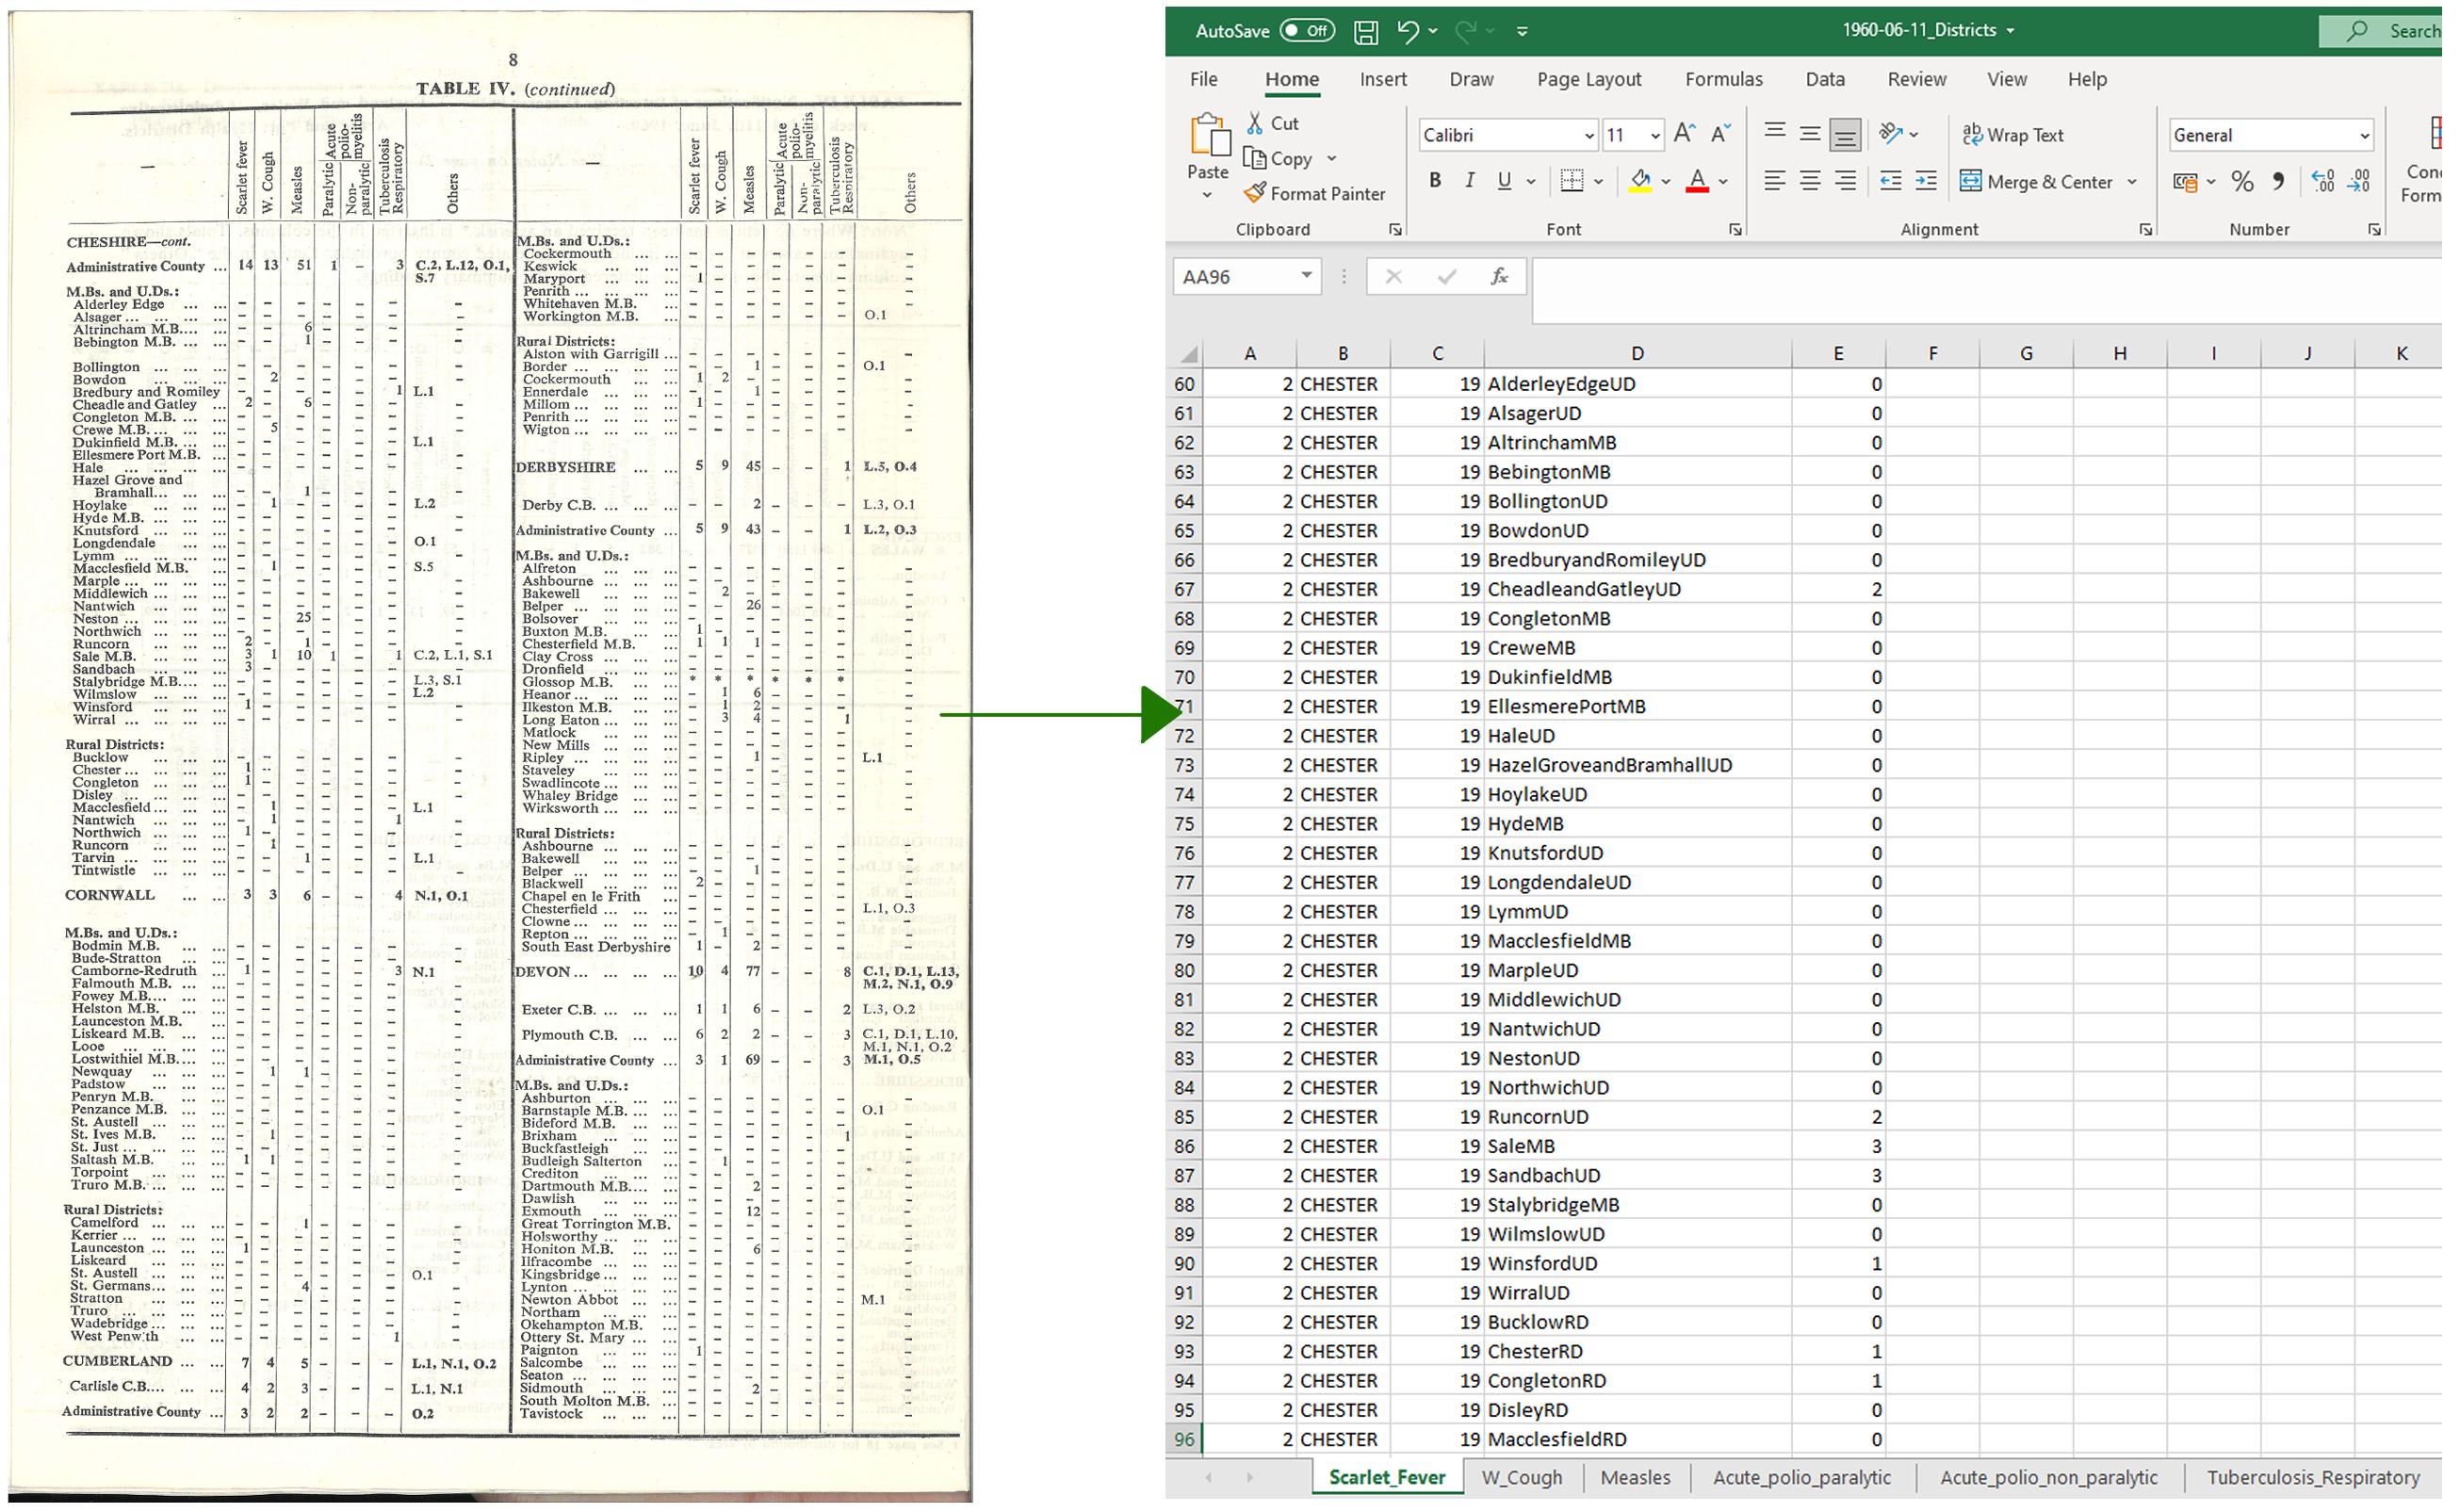 8
TABLE IV. (continued)
— Scarlet fever W. Cough Measles Paralytic Non-paralytic Acute polio-myelitis Tuberculosis Respiratory Others
CHESHIRE—cont.
Administrative County ... 14 13 51 1 – 3 C.2, L.12, O.1,
S.7
M.Bs. and U.Ds.:
Alderley Edge ... ... – – – – – – –
Alsager ... ... ... – – – – – – –
Altrincham M.B.... ... – – 6 – – – –
Bebington M.B. ... ... – – 1 – – – –
Bollington ... ... – – – – – – –
Bowdon ... ... ... – 2 – – – – –
Bredbury and Romiley – – – – – 1 L.1
Cheadle and Gatley ... 2 – 6 – – – –
Congleton M.B. ... ... – – – – – – –
Crewe M.B. ... ... ... – 5 – – – – –
Dukinfield M.B. ... ... – – – – – – L.1
Ellesmere Port M.B. ... – – – – – – –
Hale ... ... ... – – – – – – –
Hazel Grove and
Bramhall... ... ... – – 1 – – – –
Hoylake ... ... ... – 1 – – – – L.2
Hyde M.B. ... ... ... – – – – – – –
Knutsford ... ... ... – – – – – – –
Longdendale ... ... – – – – – – O.1
Lymm ... ... ... – – – – – – –
Macclesfield M.B. ... – 1 – – – – S.5
Marple ... ... ... – – – – – – –
Middlewich ... ... ... – – – – – – –
Nantwich ... ... ... – – – – – – –
Neston ... ... ... – – 25 – – – –
Northwich ... ... ... – – – – – – –
Runcorn ... ... ... 2 – 1 – – – –
Sale M.B. ... ... ... 3 1 10 1 – 1 C.2, L.1, S.1
Sandbach ... ... ... 3 – – – – – –
Stalybridge M.B.... ... – – – – – – L.3, S.1
Wilmslow ... ... ... – – – – – – L.2
Winsford ... ... ... 1 – – – – – –
Wirral ... ... ... – – – – – – –
Rural Districts:
Bucklow ... ... ... – – – – – – –
Chester ... ... ... 1 – – – – – –
Congleton ... ... ... 1 – – – – – –
Disley ... ... ... – – – – – – –
Macclesfield ... ... ... – 1 – – – – L.1
Nantwich ... ... ... – 1 – – – 1 –
Northwich ... ... ... 1 – – – – – –
Runcorn ... ... ... – 1 – – – – –
Tarvin ... ... ... – – 1 – – – L.1
Tintwistle ... ... ... – – – – – – –
CORNWALL ... ... 3 3 6 – – 4 N.1, O.1
M.Bs. and U.Ds.:
Bodmin M.B. ... ... – – – – – – –
Bude-Stratton ... ... – – – – – – –
Camborne-Redruth ... 1 – – – – 3 N.1
Falmouth M.B. ... ... – – – – – – –
Fowey M.B.... ... ... – – – – – – –
Helston M.B. ... ... – – – – – – –
Launceston M.B. ... – – – – – – –
Liskeard M.B. ... ... – – – – – – –
Looe ... ... ... – – – – – – –
Lostwithiel M.B.... ... – – – – – – –
Newquay ... ... ... – 1 1 – – – –
Padstow ... ... ... – – – – – – –
Penryn M.B. ... ... – – – – – – –
Penzance M.B. ... ... – – – – – – –
St. Austell ... ... ... – – – – – – –
St. Ives M.B. ... ... – 1 – – – – –
St. Just ... ... ... – – – – – – –
Saltash M.B. ... ... 1 1 – – – – –
Torpoint ... ... ... – – – – – – –
Truro M.B. ... ... ... – – – – – – –
Rural Districts:
Camelford ... ... ... – – 1 – – – –
Kerrier ... ... ... – – – – – – –
Launceston ... ... ... 1 – – – – – –
Liskeard ... ... ... – – – – – – –
St. Austell ... ... ... – – – – – – O.1
St. Germans... ... ... – – 4 – – – –
Stratton ... ... ... – – – – – – –
Truro ... ... ... – – – – – – –
Wadebridge ... ... ... – – – – – – –
West Penwith ... ... – – – – – 1 –
CUMBERLAND ... ... 7 4 5 – – – L.1, N.1, O.2
Carlisle C.B.... ... ... 4 2 3 – – – L.1, N.1
Administrative County ... 3 2 2 – – – O.2
— Scarlet fever W. Cough Measles Paralytic Non-paralytic Acute polio-myelitis Tuberculosis Respiratory Others
M.Bs. and U.Ds.:
Cockermouth ... ... – – – – – – –
Keswick ... ... ... – – – – – – –
Maryport ... ... ... 1 – – – – – –
Penrith ... ... ... – – – – – – –
Whitehaven M.B. ... – – – – – – –
Workington M.B. ... – – – – – – O.1
Rural Districts:
Alston with Garrigill ... – – – – – – –
Border ... ... ... – – 1 – – – O.1
Cockermouth ... ... 1 2 – – – – –
Ennerdale ... ... ... – – 1 – – – –
Millom ... ... ... 1 – – – – – –
Penrith ... ... ... – – – – – – –
Wigton ... ... ... – – – – – – –
DERBYSHIRE ... ... 5 9 45 – – 1 L.5, O.4
Derby C.B. ... ... ... – – 2 – – – L.3, O.1
Administrative County ... 5 9 43 – – 1 L.2, O.3
M.Bs. and U.Ds.:
Alfreton ... ... ... – – – – – – –
Ashbourne ... ... ... – – – – – – –
Bakewell ... ... ... – 2 – – – – –
Belper ... ... ... – – 26 – – – –
Bolsover ... ... ... – – – – – – –
Buxton M.B. ... ... 1 – – – – – –
Chesterfield M.B. ... 1 1 1 – – – –
Clay Cross ... ... ... – – – – – – –
Dronfield ... ... ... – – – – – – –
Glossop M.B. ... ... * * * * * * –
Heanor ... ... ... – 1 6 – – – –
Ilkeston M.B. ... ... – 1 2 – – – –
Long Eaton ... ... ... – 3 4 – – 1 –
Matlock ... ... ... – – – – – – –
New Mills ... ... ... – – – – – – –
Ripley ... ... ... – – 1 – – – L.1
Staveley ... ... ... – – – – – – –
Swadlincote ... ... ... – – – – – – –
Whaley Bridge ... ... – – – – – – –
Wirksworth ... ... ... – – – – – – –
Rural Districts:
Ashbourne ... ... ... – – – – – – –
Bakewell ... ... ... – – – – – – –
Belper ... ... ... – – 1 – – – –
Blackwell ... ... ... 2 – – – – – –
Chapel en le Frith ... – – – – – – –
Chesterfield ... ... ... – – – – – – L.1, O.3
Clowne ... ... ... – – – – – – –
Repton ... ... ... – 1 – – – – –
South East Derbyshire 1 – 2 – – – –
DEVON ... ... ... ... 10 4 77 – – 8 C.1, D.1, L.13,
M.2, N.1, O.9
Exeter C.B. ... ... ... 1 1 6 – – 2 L.3, O.2
Plymouth C.B. ... ... 6 2 2 – – 3 C.1, D.1, L.10,
M.1, N.1, O.2
Administrative County ... 3 1 69 – – 3 M.1, O.5
M.Bs. and U.Ds.:
Ashburton ... ... ... – – – – – – –
Barnstaple M.B. ... ... – – – – – – O.1
Bideford M.B. ... ... – – – – – – –
Brixham ... ... ... – – – – – 1 –
Buckfastleigh ... ... – – – – – – –
Budleigh Salterton ... – 1 – – – – –
Crediton ... ... ... – – – – – – –
Dartmouth M.B.... ... – – 2 – – – –
Dawlish ... ... ... – – – – – – –
Exmouth ... ... ... – – 12 – – – –
Great Torrington M.B. – – – – – – –
Holsworthy ... ... ... – – – – – – –
Honiton M.B. ... ... – – 6 – – – –
Ilfracombe ... ... ... – – – – – – –
Kingsbridge ... ... ... – – – – – – –
Lynton ... ... ... – – – – – – –
Newton Abbot ... ... – – – – – – M.1
Northam ... ... ... – – – – – – –
Okehampton M.B. ... – – – – – – –
Ottery St. Mary ... ... – – – – – – –
Paignton ... ... ... 1 – – – – – –
Salcombe ... ... ... – – – – – – –
Seaton ... ... ... – – – – – – –
Sidmouth ... ... ... – – 2 – – – –
South Molton M.B. ... – – – – – – –
Tavistock ... ... ... – – – – – – –
AutoSave Off 1960-06-11_Districts Search
File Home Insert Draw Page Layout Formulas Data Review View Help
Paste Cut Copy Format Painter
Calibri 11 A A
B I U A
ab Wrap Text
Merge & Center
General
% 9 .00 .00
Con
Form
Clipboard Font Alignment Number
AA96 fx
A B C D E F G H I J K
60 2 CHESTER 19 AlderleyEdgeUD 0
61 2 CHESTER 19 AlsagerUD 0
62 2 CHESTER 19 AltrinchamMB 0
63 2 CHESTER 19 BebingtonMB 0
64 2 CHESTER 19 BollingtonUD 0
65 2 CHESTER 19 BowdonUD 0
66 2 CHESTER 19 BredburyandRomileyUD 0
67 2 CHESTER 19 CheadleandGatleyUD 2
68 2 CHESTER 19 CongletonMB 0
69 2 CHESTER 19 CreweMB 0
70 2 CHESTER 19 DukinfieldMB 0
71 2 CHESTER 19 EllesmerePortMB 0
72 2 CHESTER 19 HaleUD 0
73 2 CHESTER 19 HazelGroveandBramhallUD 0
74 2 CHESTER 19 HoylakeUD 0
75 2 CHESTER 19 HydeMB 0
76 2 CHESTER 19 KnutsfordUD 0
77 2 CHESTER 19 LongdendaleUD 0
78 2 CHESTER 19 LymmUD 0
79 2 CHESTER 19 MacclesfieldMB 0
80 2 CHESTER 19 MarpleUD 0
81 2 CHESTER 19 MiddlewichUD 0
82 2 CHESTER 19 NantwichUD 0
83 2 CHESTER 19 NestonUD 0
84 2 CHESTER 19 NorthwichUD 0
85 2 CHESTER 19 RuncornUD 2
86 2 CHESTER 19 SaleMB 3
87 2 CHESTER 19 SandbachUD 3
88 2 CHESTER 19 StalybridgeMB 0
89 2 CHESTER 19 WilmslowUD 0
90 2 CHESTER 19 WinsfordUD 1
91 2 CHESTER 19 WirralUD 0
92 2 CHESTER 19 BucklowRD 0
93 2 CHESTER 19 ChesterRD 1
94 2 CHESTER 19 CongletonRD 1
95 2 CHESTER 19 DisleyRD 0
96 2 CHESTER 19 MacclesfieldRD 0
Scarlet_Fever W_Cough Measles Acute_polio_paralytic Acute_polio_non_paralytic Tuberculosis_Respiratory